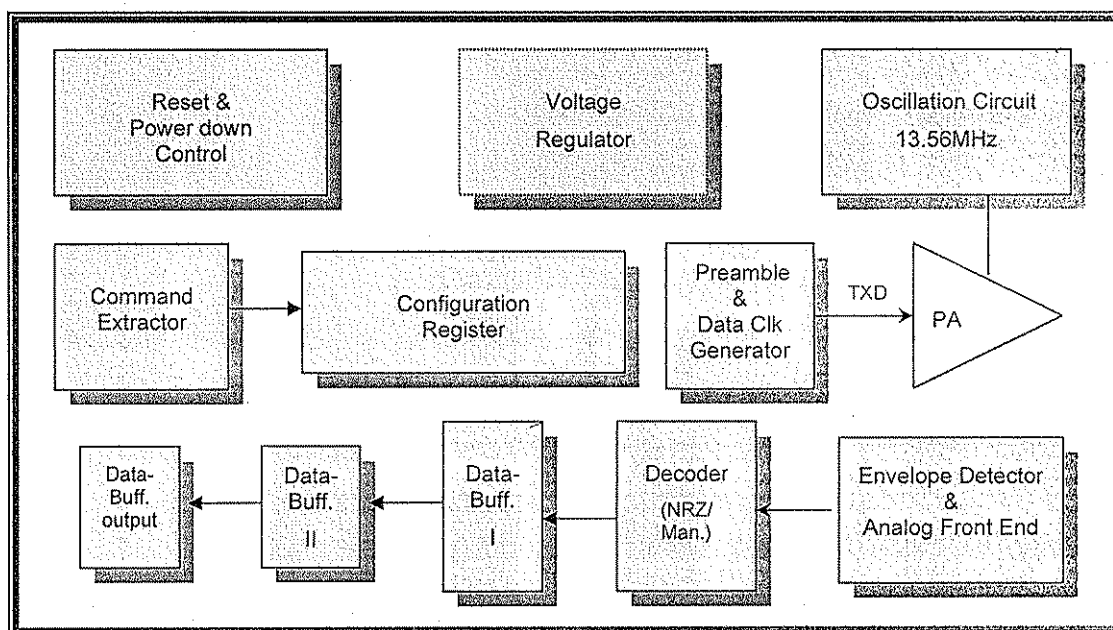 Reset &
Power down
Control
Voltage
Regulator
Oscillation Circuit
13.56MHz
Command
Extractor
Configuration
Register
Preamble
&
Data Clk
Generator
TXD
PA
Data-
Buff.
output
Data-
Buff.
II
Data-
Buff.
I
Decoder
(NRZ/
Man.)
Envelope Detector
&
Analog Front End